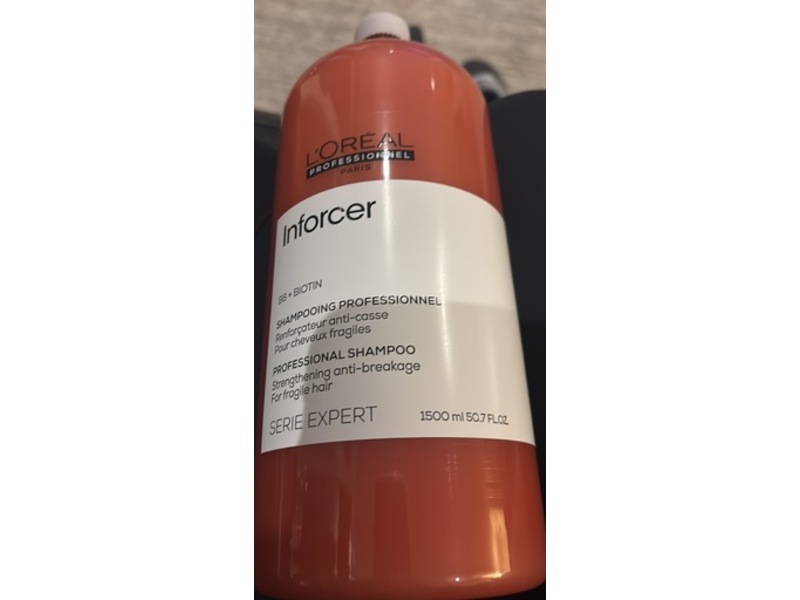 L'ORÉAL
PROFESSIONNEL
PARIS
Inforcer
B6 + BIOTIN
SHAMPOOING PROFESSIONNEL
Renforçateur anti-casse
Pour cheveux fragiles
PROFESSIONAL SHAMPOO
Strengthening anti-breakage
For fragile hair
SERIE EXPERT 1500 ml 50.7 FL.OZ.